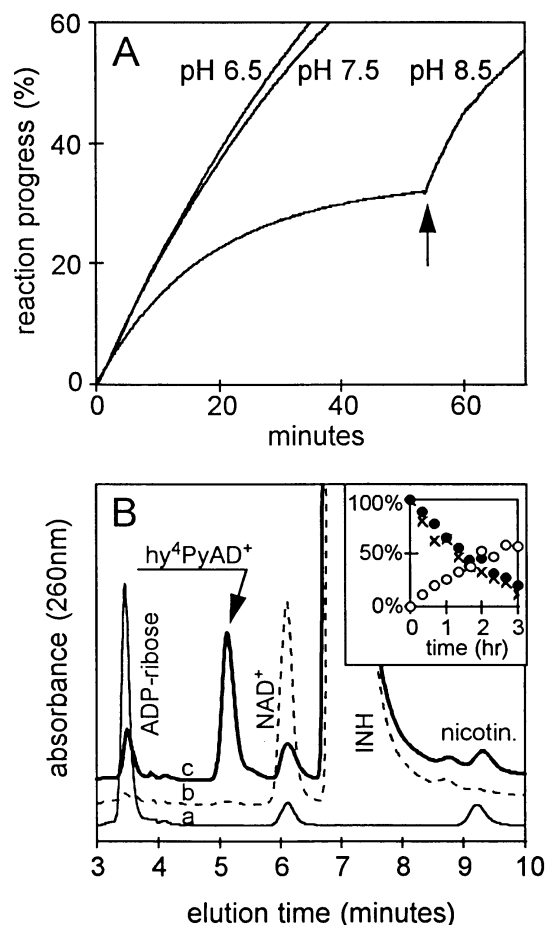 A
pH 6.5
pH 7.5
pH 8.5
reaction progress (%)
60
40
20
0
0
20
40
60
minutes
B
hy⁴PyAD⁺
absorbance (260nm)
ADP-ribose
NAD⁺
INH
nicotin.
c
b
a
100%
50%
0%
0
1
2
3
time (hr)
3
4
5
6
7
8
9
10
elution time (minutes)